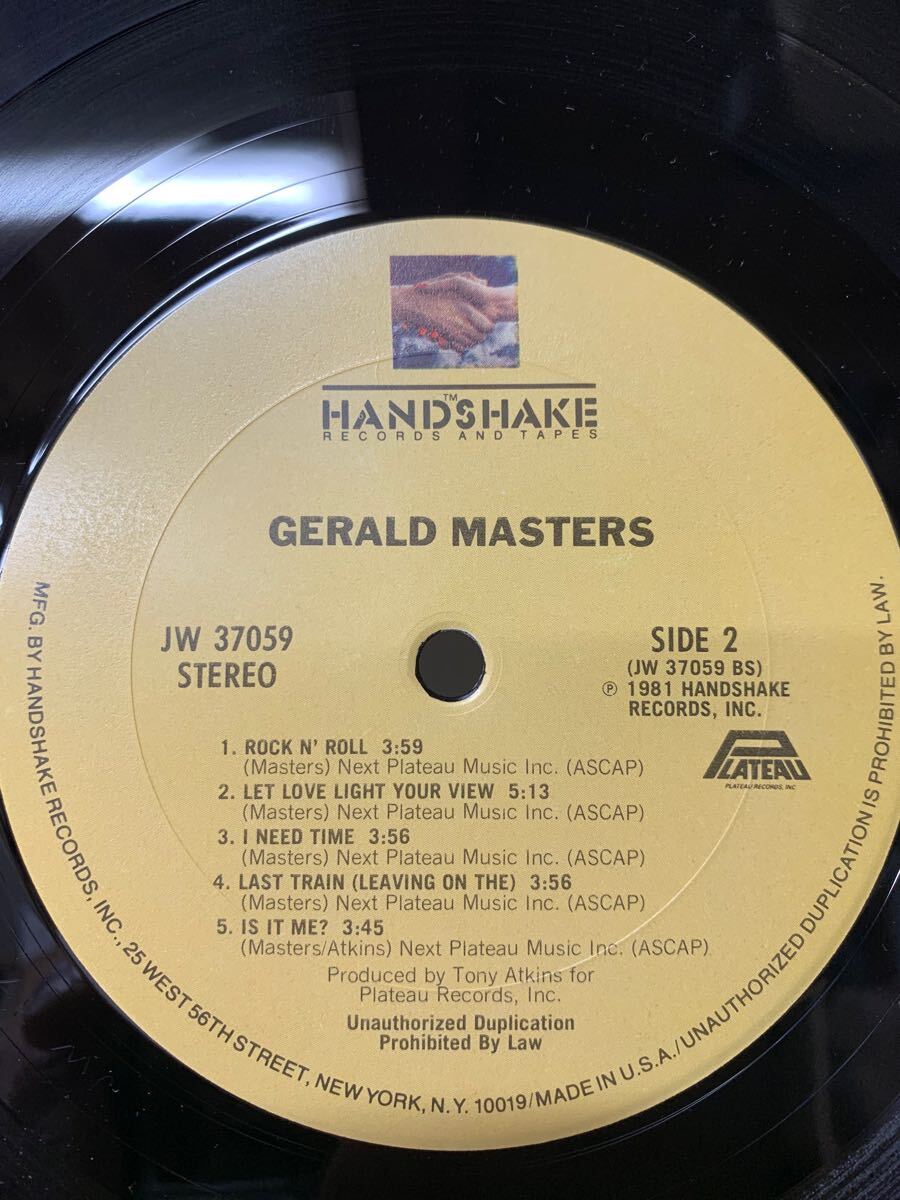 TM
HANDSHAKE
RECORDS AND TAPES
GERALD MASTERS
JW 37059
STEREO
SIDE 2
(JW 37059 BS)
Ⓟ 1981 HANDSHAKE
RECORDS, INC.
PLATEAU
PLATEAU RECORDS, INC
1. ROCK N' ROLL 3:59
(Masters) Next Plateau Music Inc. (ASCAP)
2. LET LOVE LIGHT YOUR VIEW 5:13
(Masters) Next Plateau Music Inc. (ASCAP)
3. I NEED TIME 3:56
(Masters) Next Plateau Music Inc. (ASCAP)
4. LAST TRAIN (LEAVING ON THE) 3:56
(Masters) Next Plateau Music Inc. (ASCAP)
5. IS IT ME? 3:45
(Masters/Atkins) Next Plateau Music Inc. (ASCAP)
Produced by Tony Atkins for
Plateau Records, Inc.
Unauthorized Duplication
Prohibited By Law
MFG. BY HANDSHAKE RECORDS, INC., 25 WEST 56TH STREET, NEW YORK, N.Y. 10019/MADE IN U.S.A./UNAUTHORIZED DUPLICATION IS PROHIBITED BY LAW.